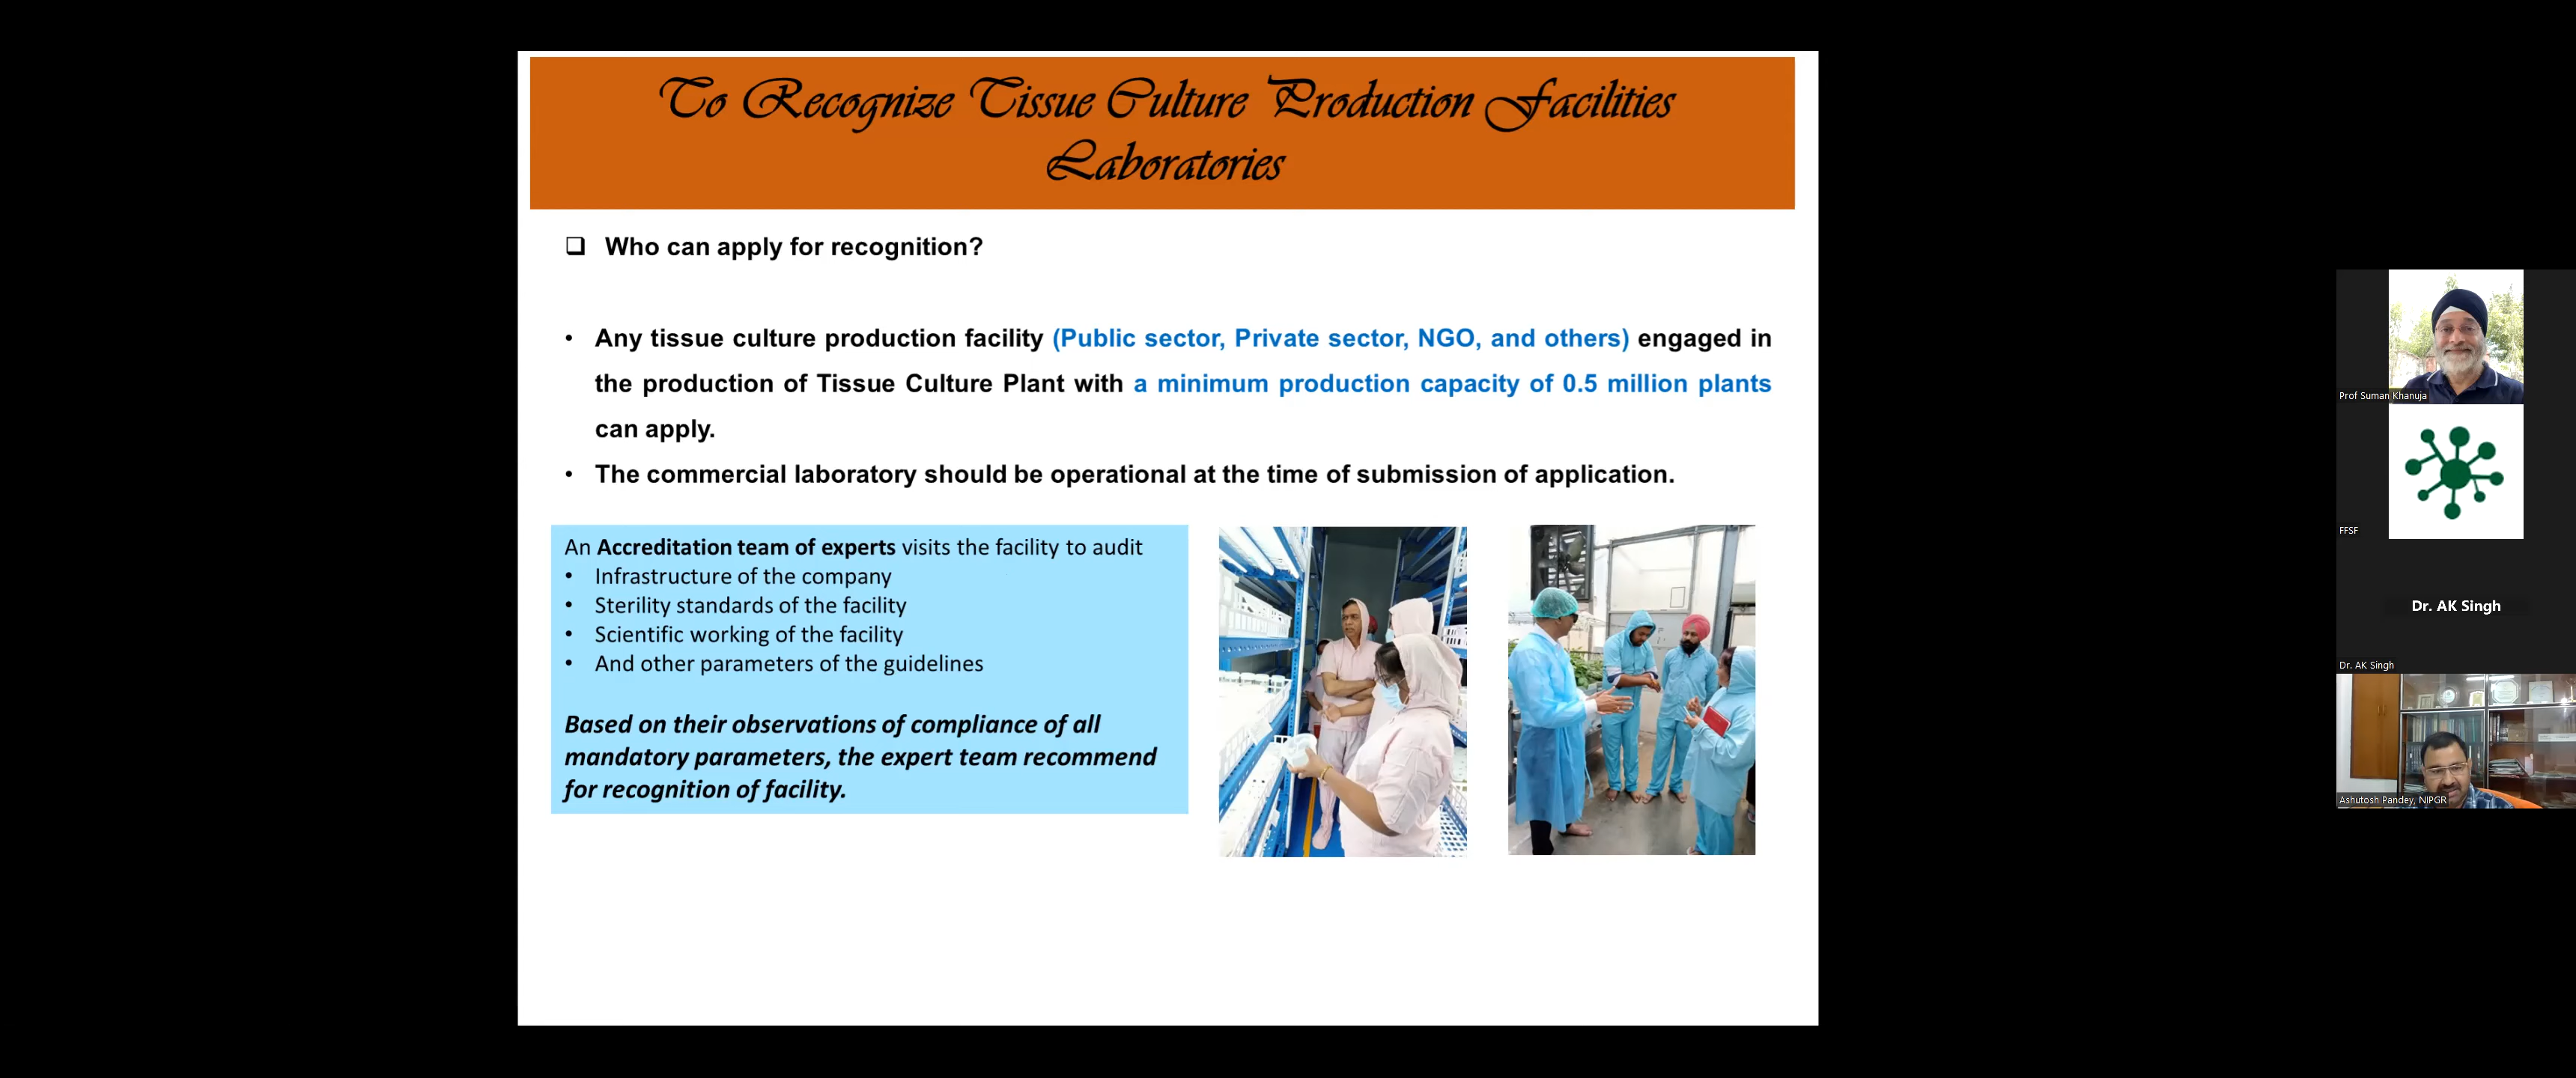 To Recognize Tissue Culture Production Facilities
Laboratories
❑ Who can apply for recognition?
• Any tissue culture production facility (Public sector, Private sector, NGO, and others) engaged in
the production of Tissue Culture Plant with a minimum production capacity of 0.5 million plants
can apply.
• The commercial laboratory should be operational at the time of submission of application.
An Accreditation team of experts visits the facility to audit
• Infrastructure of the company
• Sterility standards of the facility
• Scientific working of the facility
• And other parameters of the guidelines
Based on their observations of compliance of all
mandatory parameters, the expert team recommend
for recognition of facility.
Prof Suman Khanuja
FFSF
Dr. AK Singh
Dr. AK Singh
Ashutosh Pandey, NIPGR